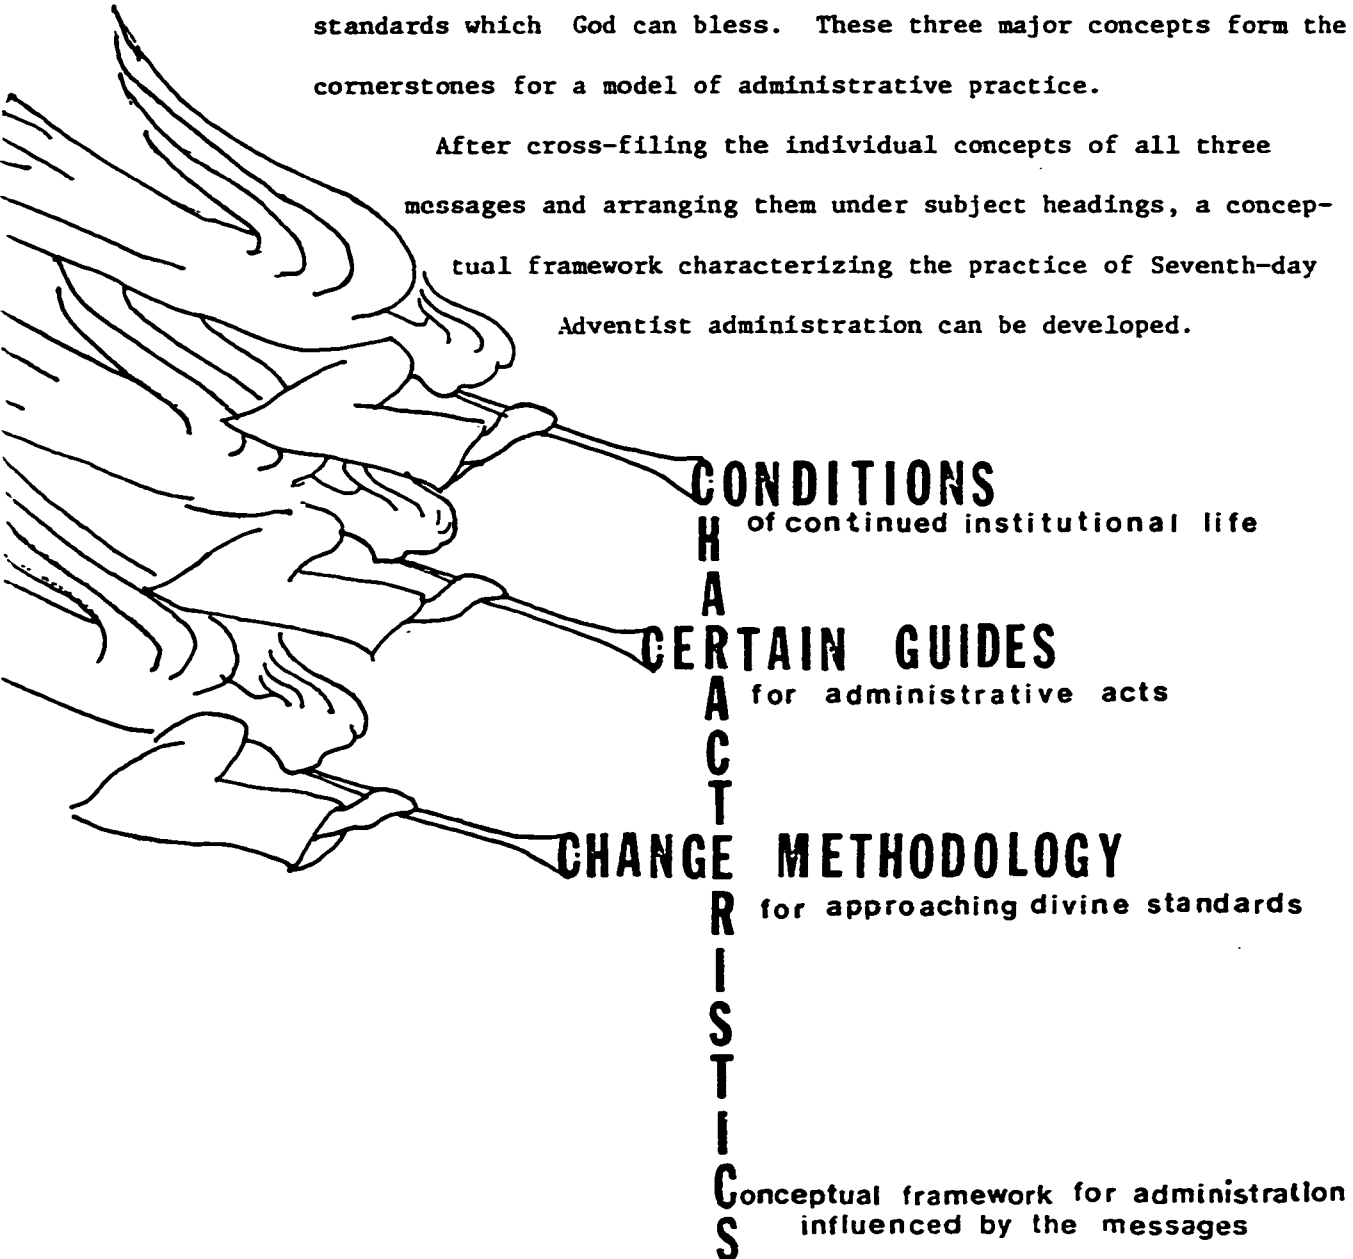 standards which God can bless. These three major concepts form the
cornerstones for a model of administrative practice.
After cross-filing the individual concepts of all three
messages and arranging them under subject headings, a concep-
tual framework characterizing the practice of Seventh-day
Adventist administration can be developed.
CONDITIONS
of continued institutional life
H
A
CERTAIN GUIDES
A for administrative acts
C
T
CHANGE METHODOLOGY
R for approaching divine standards
I
S
T
I
Conceptual framework for administration
influenced by the messages
S